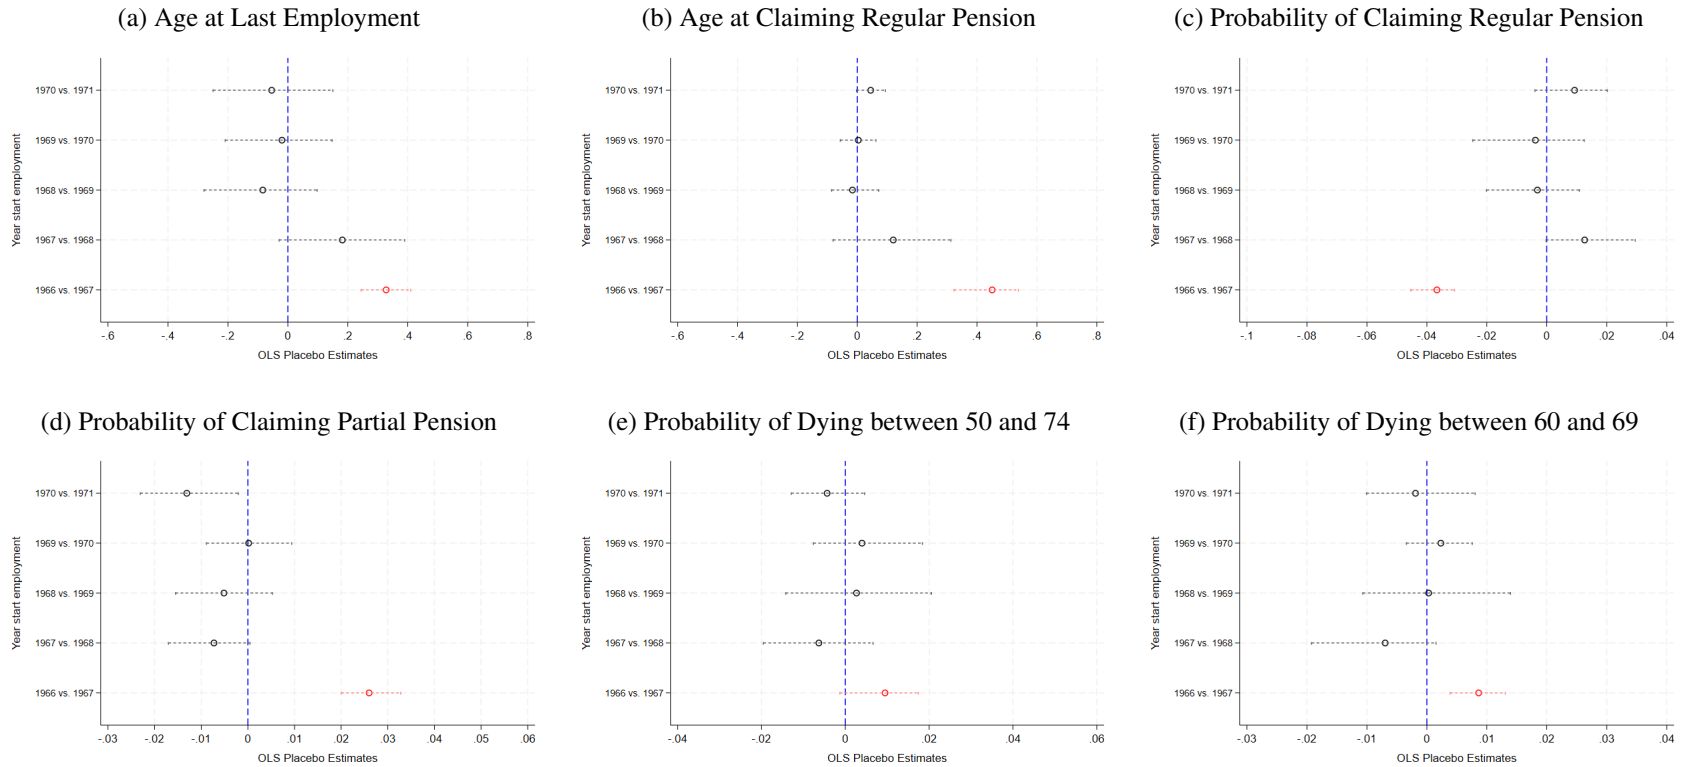 (a) Age at Last Employment
Year start employment
1970 vs. 1971
1969 vs. 1970
1968 vs. 1969
1967 vs. 1968
1966 vs. 1967
-.6 -.4 -.2 0 .2 .4 .6 .8
OLS Placebo Estimates
(b) Age at Claiming Regular Pension
Year start employment
1970 vs. 1971
1969 vs. 1970
1968 vs. 1969
1967 vs. 1968
1966 vs. 1967
-.6 -.4 -.2 0 .2 .4 .6 .8
OLS Placebo Estimates
(c) Probability of Claiming Regular Pension
Year start employment
1970 vs. 1971
1969 vs. 1970
1968 vs. 1969
1967 vs. 1968
1966 vs. 1967
-.1 -.08 -.06 -.04 -.02 0 .02 .04
OLS Placebo Estimates
(d) Probability of Claiming Partial Pension
Year start employment
1970 vs. 1971
1969 vs. 1970
1968 vs. 1969
1967 vs. 1968
1966 vs. 1967
-.03 -.02 -.01 0 .01 .02 .03 .04 .05 .06
OLS Placebo Estimates
(e) Probability of Dying between 50 and 74
Year start employment
1970 vs. 1971
1969 vs. 1970
1968 vs. 1969
1967 vs. 1968
1966 vs. 1967
-.04 -.02 0 .02 .04 .06
OLS Placebo Estimates
(f) Probability of Dying between 60 and 69
Year start employment
1970 vs. 1971
1969 vs. 1970
1968 vs. 1969
1967 vs. 1968
1966 vs. 1967
-.03 -.02 -.01 0 .01 .02 .03 .04
OLS Placebo Estimates